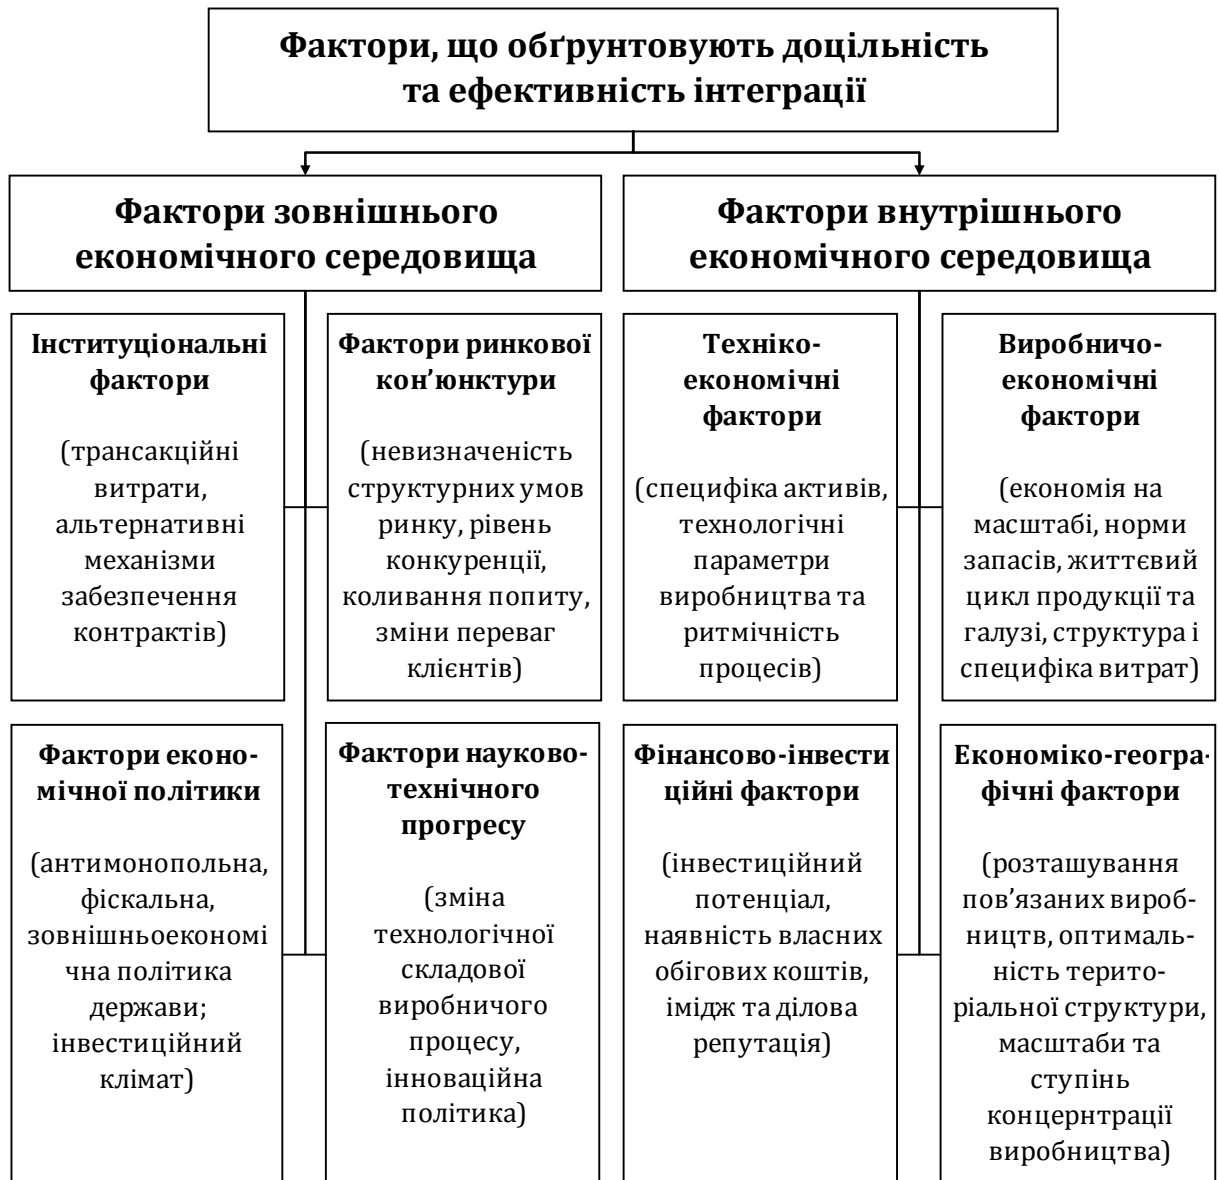 Фактори, що обґрунтовують доцільність
та ефективність інтеграції
Фактори зовнішнього
економічного середовища
Фактори внутрішнього
економічного середовища
Інституціональні
фактори
(трансакційні
витрати,
альтернативні
механізми
забезпечення
контрактів)
Фактори ринкової
кон’юнктури
(невизначеність
структурних умов
ринку, рівень
конкуренції,
коливання попиту,
зміни переваг
клієнтів)
Техніко-
економічні
фактори
(специфіка активів,
технологічні
параметри
виробництва та
ритмічність
процесів)
Виробничо-
економічні
фактори
(економія на
масштабі, норми
запасів, життєвий
цикл продукції та
галузі, структура і
специфіка витрат)
Фактори еконо-
мічної політики
(антимонопольна,
фіскальна,
зовнішньоекономі
чна політика
держави;
інвестиційний
клімат)
Фактори науково-
технічного
прогресу
(зміна
технологічної
складової
виробничого
процесу,
інноваційна
політика)
Фінансово-інвести
ційні фактори
(інвестиційний
потенціал,
наявність власних
обігових коштів,
імідж та ділова
репутація)
Економіко-геогра-
фічні фактори
(розташування
пов’язаних вироб-
ництв, оптималь-
ність територ-
іальної структури,
масштаби та
ступінь
концернтрації
виробництва)